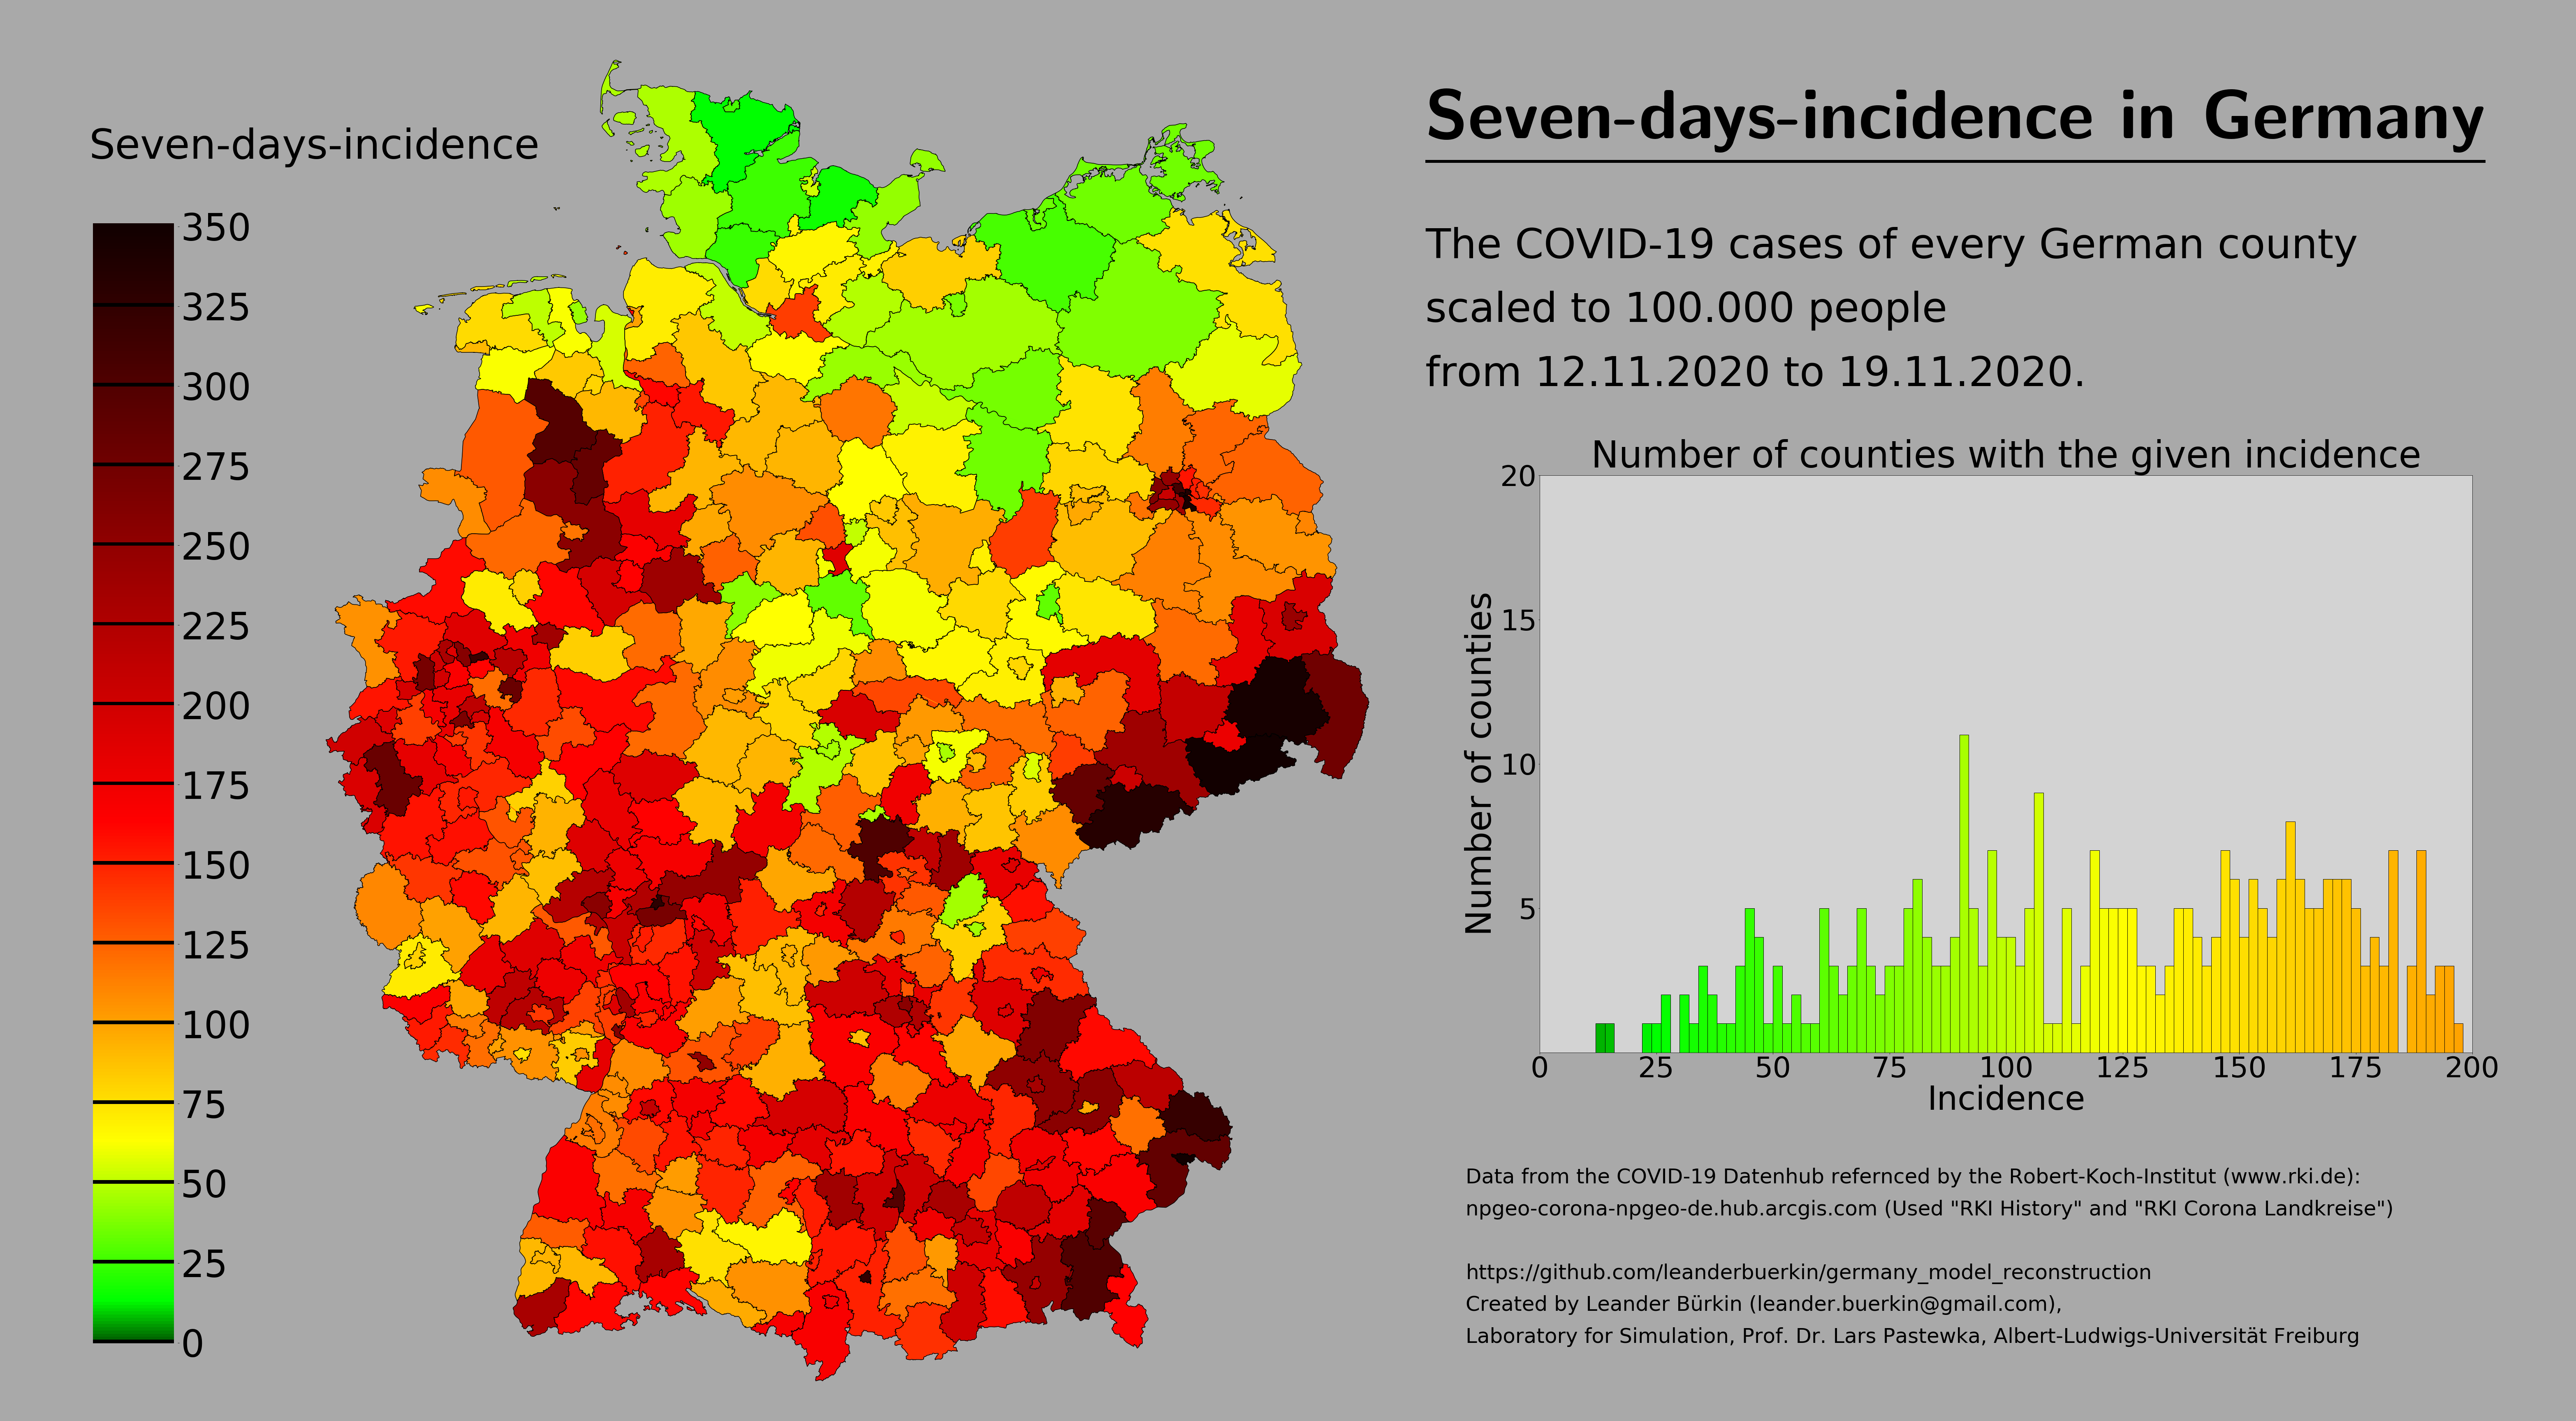 Seven-days-incidence
350
325
300
275
250
225
200
175
150
125
100
75
50
25
0
Seven-days-incidence in Germany
The COVID-19 cases of every German county
scaled to 100.000 people
from 12.11.2020 to 19.11.2020.
Number of counties with the given incidence
20
15
10
5
Number of counties
0 25 50 75 100 125 150 175 200
Incidence
Data from the COVID-19 Datenhub refernced by the Robert-Koch-Institut (www.rki.de):
npgeo-corona-npgeo-de.hub.arcgis.com (Used "RKI History" and "RKI Corona Landkreise")
https://github.com/leanderbuerkin/germany_model_reconstruction
Created by Leander Bürkin (leander.buerkin@gmail.com),
Laboratory for Simulation, Prof. Dr. Lars Pastewka, Albert-Ludwigs-Universität Freiburg